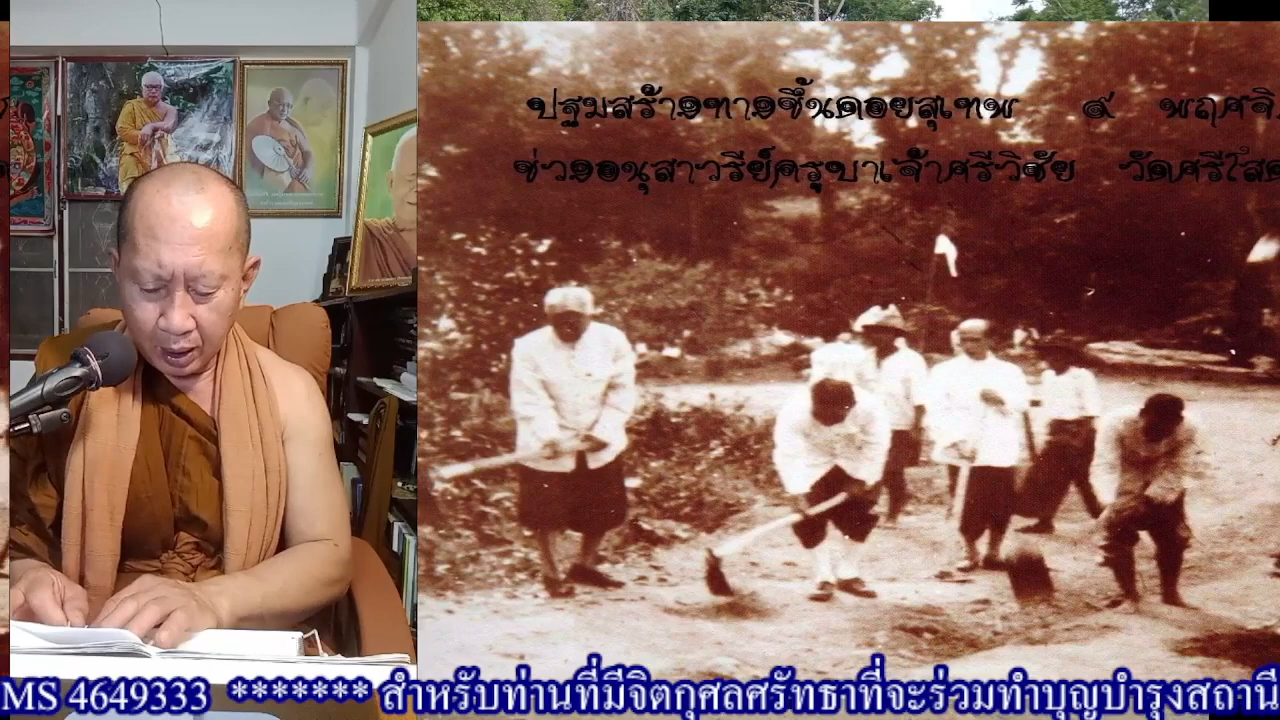 ปฐมสร้างทางขึ้นดอยสุเทพ ๙ พฤศจิ
ช่วงอนุสาวรีย์ครูบาเจ้าศรีวิชัย วัดศรีโสด
MS 4649333 ******* สำหรับท่านที่มีจิตกุศลศรัทธาที่จะร่วมทำบุญบำรุงสถานี